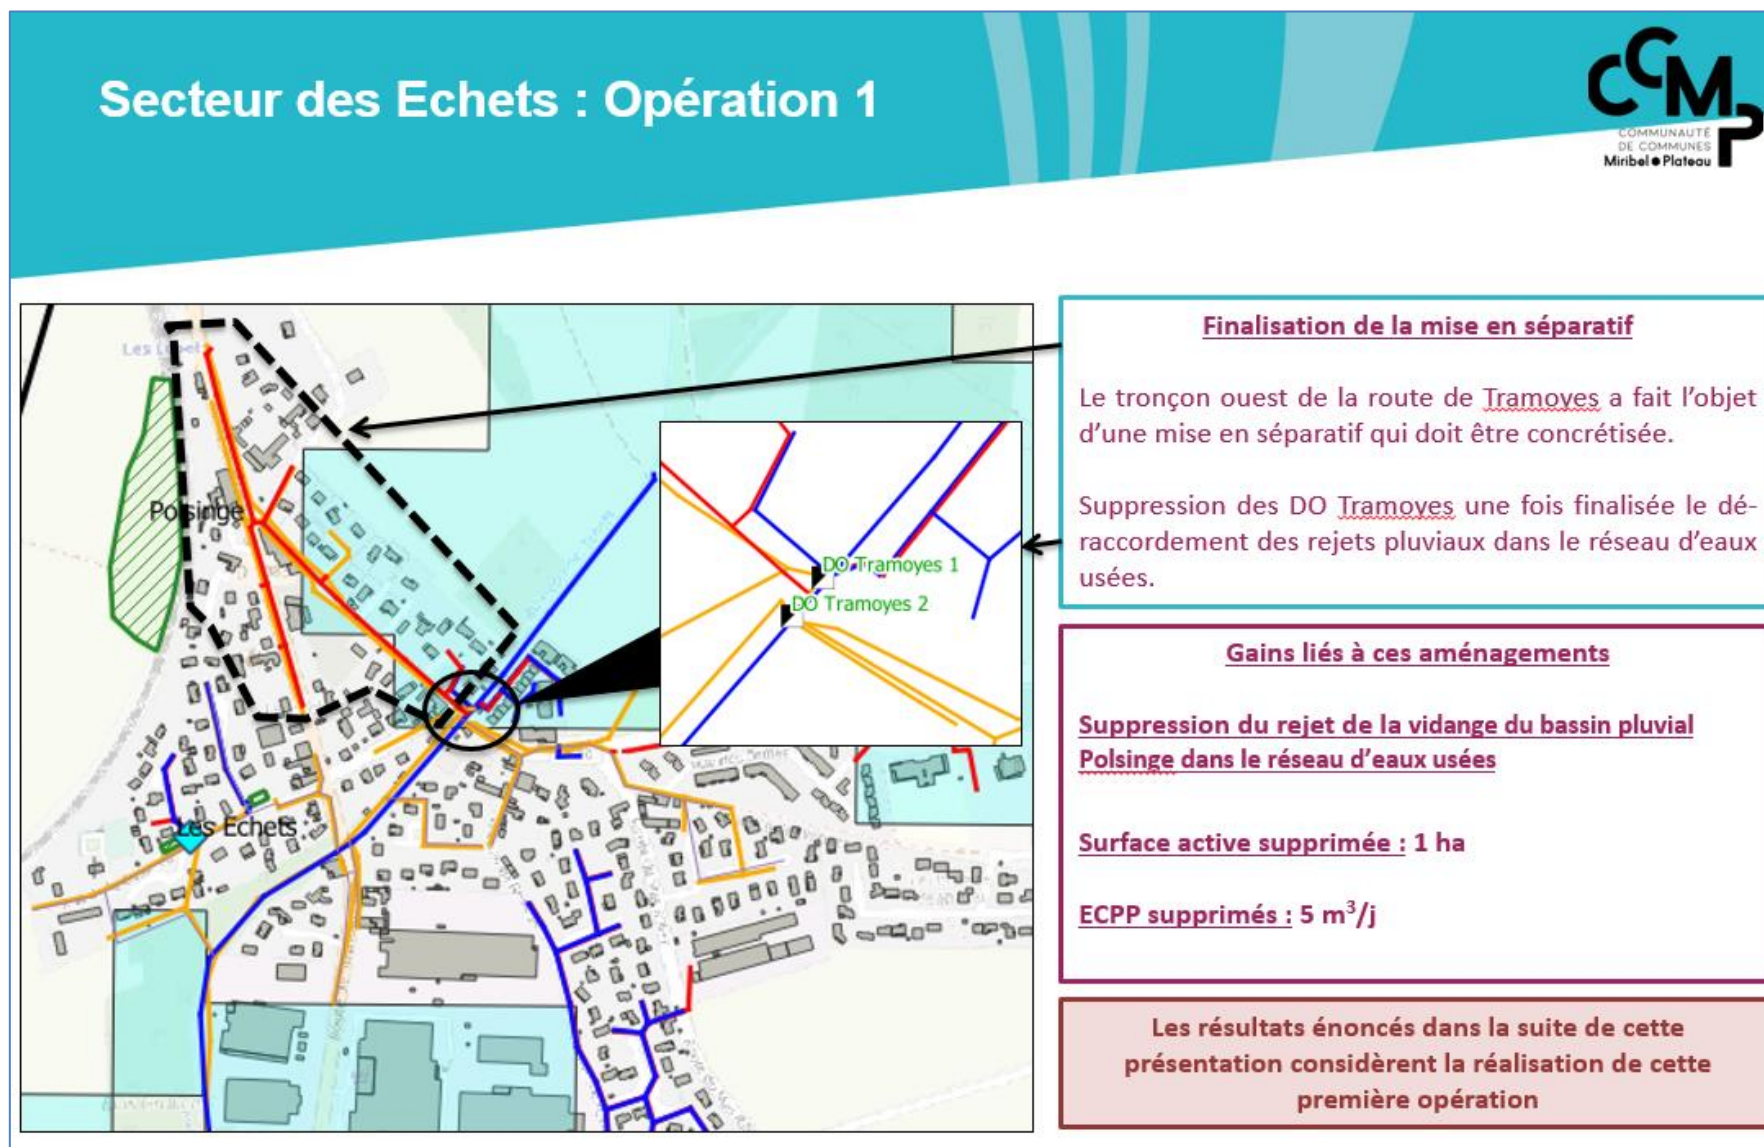 Secteur des Echets : Opération 1
CCMP
COMMUNAUTÉ
DE COMMUNES
Miribel Plateau
Finalisation de la mise en séparatif
Le tronçon ouest de la route de Tramoyes a fait l'objet
d'une mise en séparatif qui doit être concrétisée.
Suppression des DO Tramoyes une fois finalisée le dé-
raccordement des rejets pluviaux dans le réseau d'eaux
usées.
Gains liés à ces aménagements
Suppression du rejet de la vidange du bassin pluvial
Polsinge dans le réseau d'eaux usées
Surface active supprimée : 1 ha
ECPP supprimés : 5 m³/j
Les résultats énoncés dans la suite de cette
présentation considèrent la réalisation de cette
première opération
Polsinge
DO Tramoyes 1
DO Tramoyes 2
Les Echets